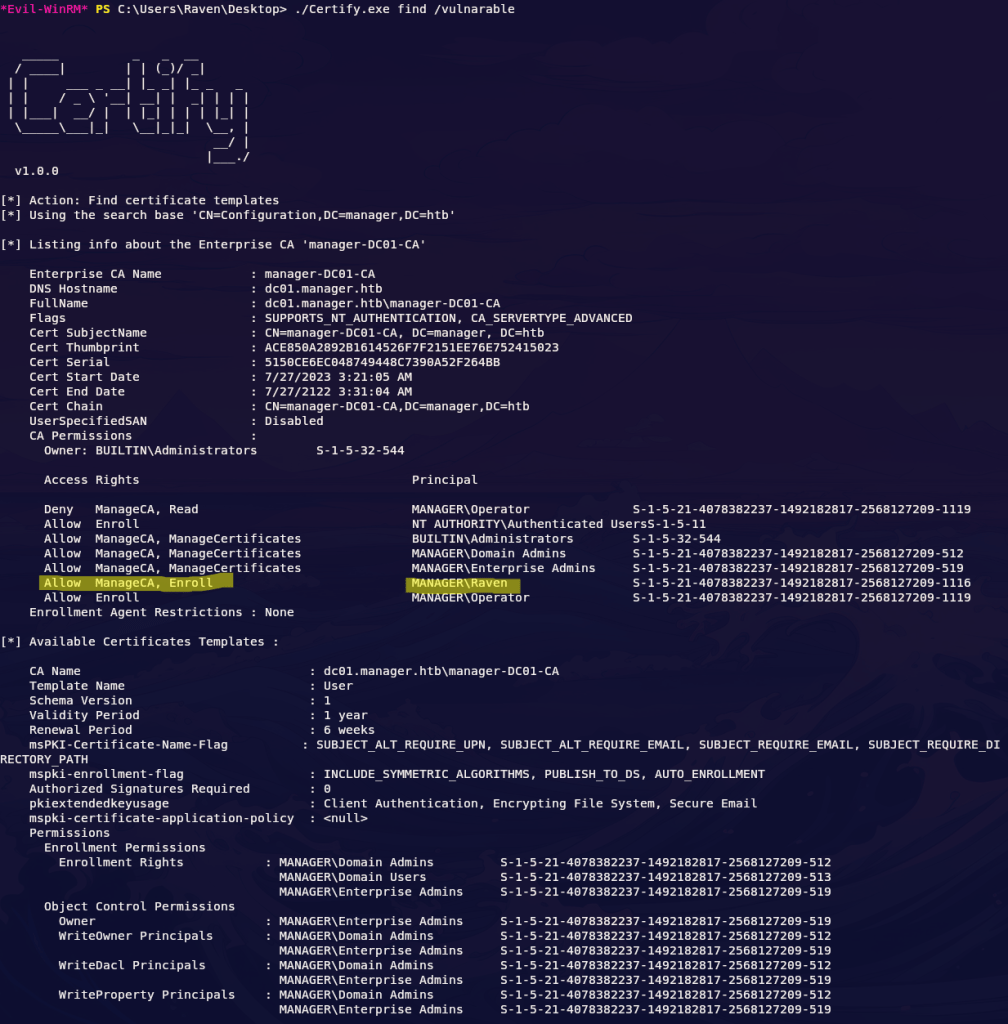 *Evil-WinRM* PS C:\Users\Raven\Desktop> ./Certify.exe find /vulnarable
Certify
v1.0.0
[*] Action: Find certificate templates
[*] Using the search base 'CN=Configuration,DC=manager,DC=htb'
[*] Listing info about the Enterprise CA 'manager-DC01-CA'
Enterprise CA Name : manager-DC01-CA
DNS Hostname : dc01.manager.htb
FullName : dc01.manager.htb\manager-DC01-CA
Flags : SUPPORTS_NT_AUTHENTICATION, CA_SERVERTYPE_ADVANCED
Cert SubjectName : CN=manager-DC01-CA, DC=manager, DC=htb
Cert Thumbprint : ACE850A2892B1614526F7F2151EE76E752415023
Cert Serial : 5150CE6EC048749448C7390A52F264BB
Cert Start Date : 7/27/2023 3:21:05 AM
Cert End Date : 7/27/2122 3:31:04 AM
Cert Chain : CN=manager-DC01-CA,DC=manager,DC=htb
UserSpecifiedSAN : Disabled
CA Permissions :
Owner: BUILTIN\Administrators S-1-5-32-544
Access Rights Principal
Deny ManageCA, Read MANAGER\Operator S-1-5-21-4078382237-1492182817-2568127209-1119
Allow Enroll NT AUTHORITY\Authenticated UsersS-1-5-11
Allow ManageCA, ManageCertificates BUILTIN\Administrators S-1-5-32-544
Allow ManageCA, ManageCertificates MANAGER\Domain Admins S-1-5-21-4078382237-1492182817-2568127209-512
Allow ManageCA, ManageCertificates MANAGER\Enterprise Admins S-1-5-21-4078382237-1492182817-2568127209-519
Allow ManageCA, Enroll MANAGER\Raven S-1-5-21-4078382237-1492182817-2568127209-1116
Allow Enroll MANAGER\Operator S-1-5-21-4078382237-1492182817-2568127209-1119
Enrollment Agent Restrictions : None
[*] Available Certificates Templates :
CA Name : dc01.manager.htb\manager-DC01-CA
Template Name : User
Schema Version : 1
Validity Period : 1 year
Renewal Period : 6 weeks
msPKI-Certificate-Name-Flag : SUBJECT_ALT_REQUIRE_UPN, SUBJECT_ALT_REQUIRE_EMAIL, SUBJECT_REQUIRE_EMAIL, SUBJECT_REQUIRE_DI
RECTORY_PATH
mspki-enrollment-flag : INCLUDE_SYMMETRIC_ALGORITHMS, PUBLISH_TO_DS, AUTO_ENROLLMENT
Authorized Signatures Required : 0
pkiextendedkeyusage : Client Authentication, Encrypting File System, Secure Email
mspki-certificate-application-policy : <null>
Permissions
Enrollment Permissions
Enrollment Rights : MANAGER\Domain Admins S-1-5-21-4078382237-1492182817-2568127209-512
MANAGER\Domain Users S-1-5-21-4078382237-1492182817-2568127209-513
MANAGER\Enterprise Admins S-1-5-21-4078382237-1492182817-2568127209-519
Object Control Permissions
Owner : MANAGER\Enterprise Admins S-1-5-21-4078382237-1492182817-2568127209-519
WriteOwner Principals : MANAGER\Domain Admins S-1-5-21-4078382237-1492182817-2568127209-512
MANAGER\Enterprise Admins S-1-5-21-4078382237-1492182817-2568127209-519
WriteDacl Principals : MANAGER\Domain Admins S-1-5-21-4078382237-1492182817-2568127209-512
MANAGER\Enterprise Admins S-1-5-21-4078382237-1492182817-2568127209-519
WriteProperty Principals : MANAGER\Domain Admins S-1-5-21-4078382237-1492182817-2568127209-512
MANAGER\Enterprise Admins S-1-5-21-4078382237-1492182817-2568127209-519